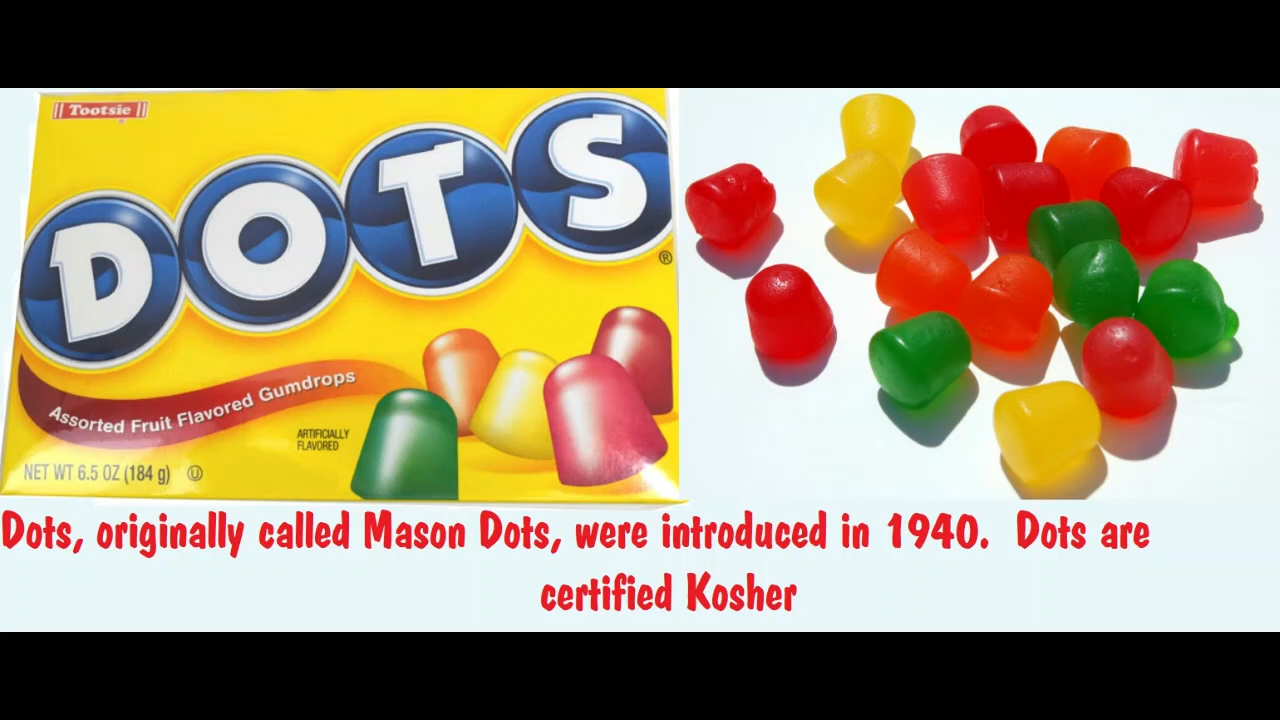 Tootsie
DOTS
®
Assorted Fruit Flavored Gumdrops
ARTIFICIALLY
FLAVORED
NET WT 6.5 OZ (184 g) Ⓤ
Dots, originally called Mason Dots, were introduced in 1940. Dots are
certified Kosher